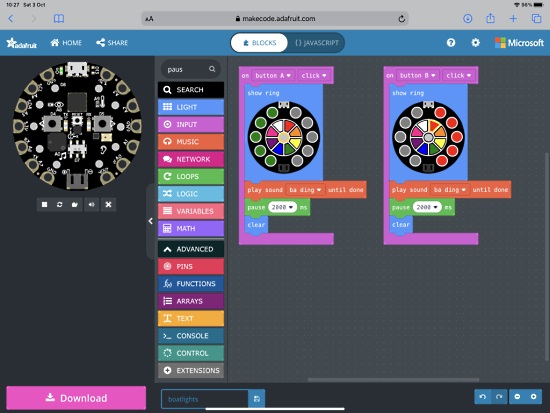 10:27 Sat 3 Oct
96%
AA
makecode.adafruit.com
adafruit
HOME
SHARE
BLOCKS
{} JAVASCRIPT
Microsoft
paus
SEARCH
LIGHT
INPUT
MUSIC
NETWORK
LOOPS
LOGIC
VARIABLES
MATH
ADVANCED
PINS
FUNCTIONS
ARRAYS
TEXT
CONSOLE
CONTROL
EXTENSIONS
on button A click
show ring
play sound ba ding until done
pause 2000 ms
clear
on button B click
show ring
play sound ba ding until done
pause 2000 ms
clear
Download
boatlights